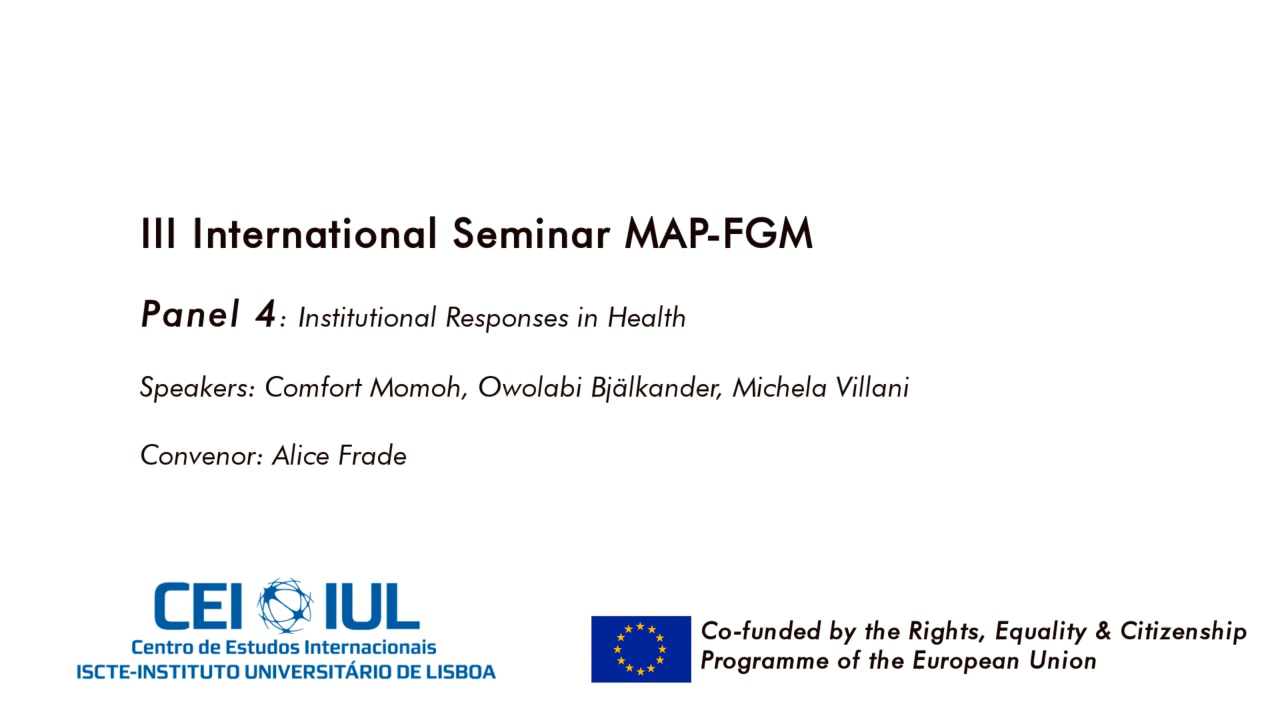 III International Seminar MAP-FGM
Panel 4: Institutional Responses in Health
Speakers: Comfort Momoh, Owolabi Bjälkander, Michela Villani
Convenor: Alice Frade
CEI IUL
Centro de Estudos Internacionais
ISCTE-INSTITUTO UNIVERSITÁRIO DE LISBOA
Co-funded by the Rights, Equality & Citizenship
Programme of the European Union